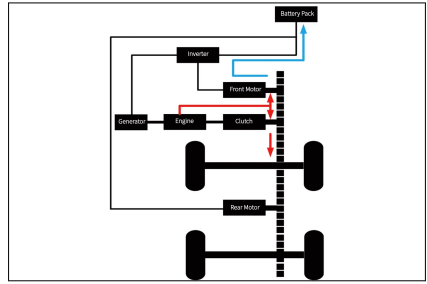 Battery Pack
Inverter
Front Motor
Generator
Engine
Clutch
Rear Motor